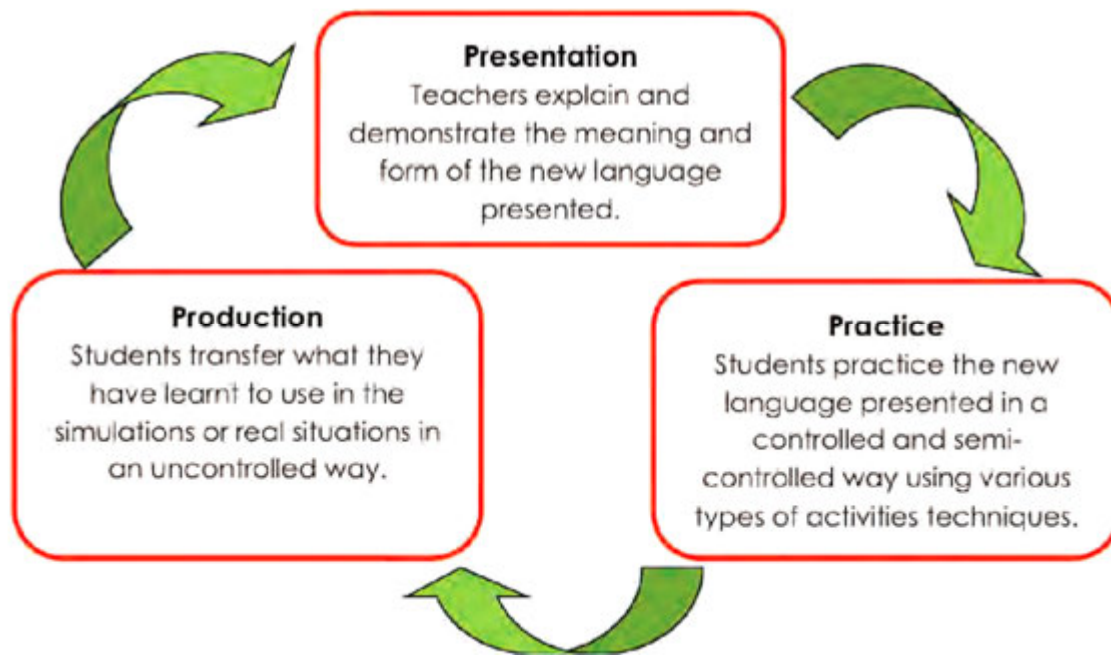 Presentation
Teachers explain and
demonstrate the meaning and
form of the new language
presented.
Production
Students transfer what they
have learnt to use in the
simulations or real situations in
an uncontrolled way.
Practice
Students practice the new
language presented in a
controlled and semi-
controlled way using various
types of activities techniques.